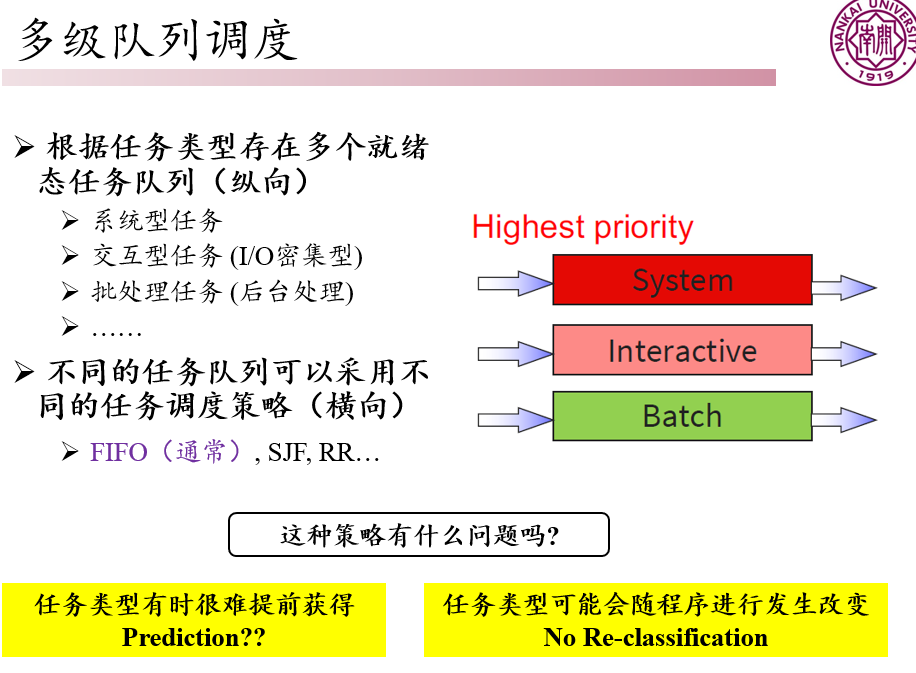 多级队列调度
NANKAI UNIVERSITY
南開
·1919·
➢ 根据任务类型存在多个就绪
态任务队列（纵向）
➢ 系统型任务
➢ 交互型任务 (I/O密集型)
➢ 批处理任务 (后台处理)
➢ ……
➢ 不同的任务队列可以采用不
同的任务调度策略（横向）
➢ FIFO（通常）, SJF, RR…
Highest priority
System
Interactive
Batch
这种策略有什么问题吗?
任务类型有时很难提前获得
Prediction??
任务类型可能会随程序进行发生改变
No Re-classification